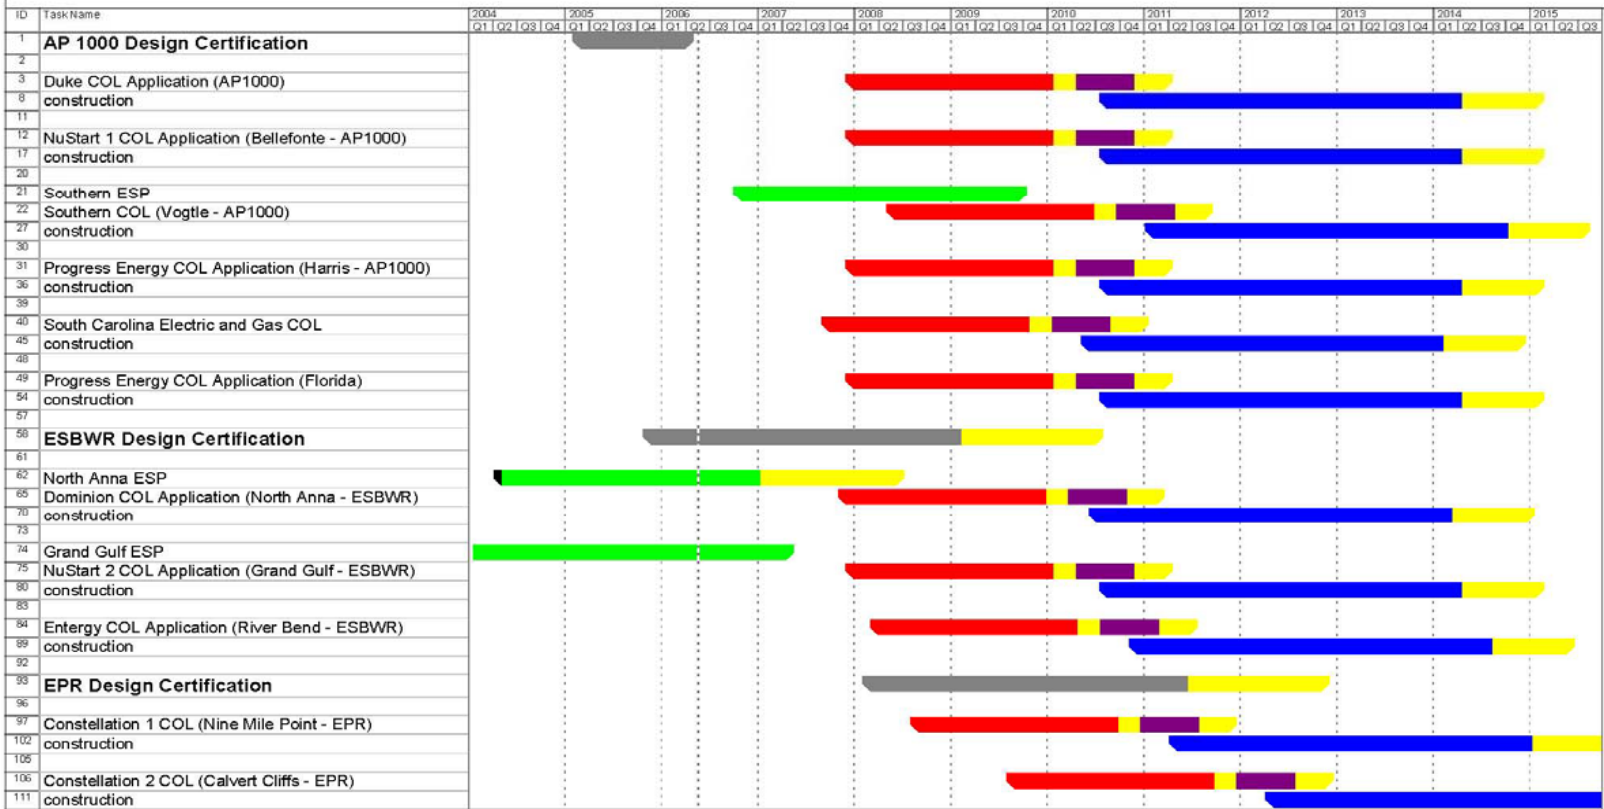 ID Task Name 2004 2005 2006 2007 2008 2009 2010 2011 2012 2013 2014 2015
Q1 Q2 Q3 Q4 Q1 Q2 Q3 Q4 Q1 Q2 Q3 Q4 Q1 Q2 Q3 Q4 Q1 Q2 Q3 Q4 Q1 Q2 Q3 Q4 Q1 Q2 Q3 Q4 Q1 Q2 Q3 Q4 Q1 Q2 Q3 Q4 Q1 Q2 Q3 Q4 Q1 Q2 Q3 Q4 Q1 Q2 Q3
1 AP 1000 Design Certification
2
3 Duke COL Application (AP1000)
8 construction
11
12 NuStart 1 COL Application (Bellefonte - AP1000)
17 construction
20
21 Southern ESP
22 Southern COL (Vogtle - AP1000)
27 construction
30
31 Progress Energy COL Application (Harris - AP1000)
36 construction
39
40 South Carolina Electric and Gas COL
45 construction
48
49 Progress Energy COL Application (Florida)
54 construction
57
58 ESBWR Design Certification
61
62 North Anna ESP
65 Dominion COL Application (North Anna - ESBWR)
70 construction
73
74 Grand Gulf ESP
75 NuStart 2 COL Application (Grand Gulf - ESBWR)
80 construction
83
84 Entergy COL Application (River Bend - ESBWR)
89 construction
92
93 EPR Design Certification
96
97 Constellation 1 COL (Nine Mile Point - EPR)
102 construction
105
106 Constellation 2 COL (Calvert Cliffs - EPR)
111 construction